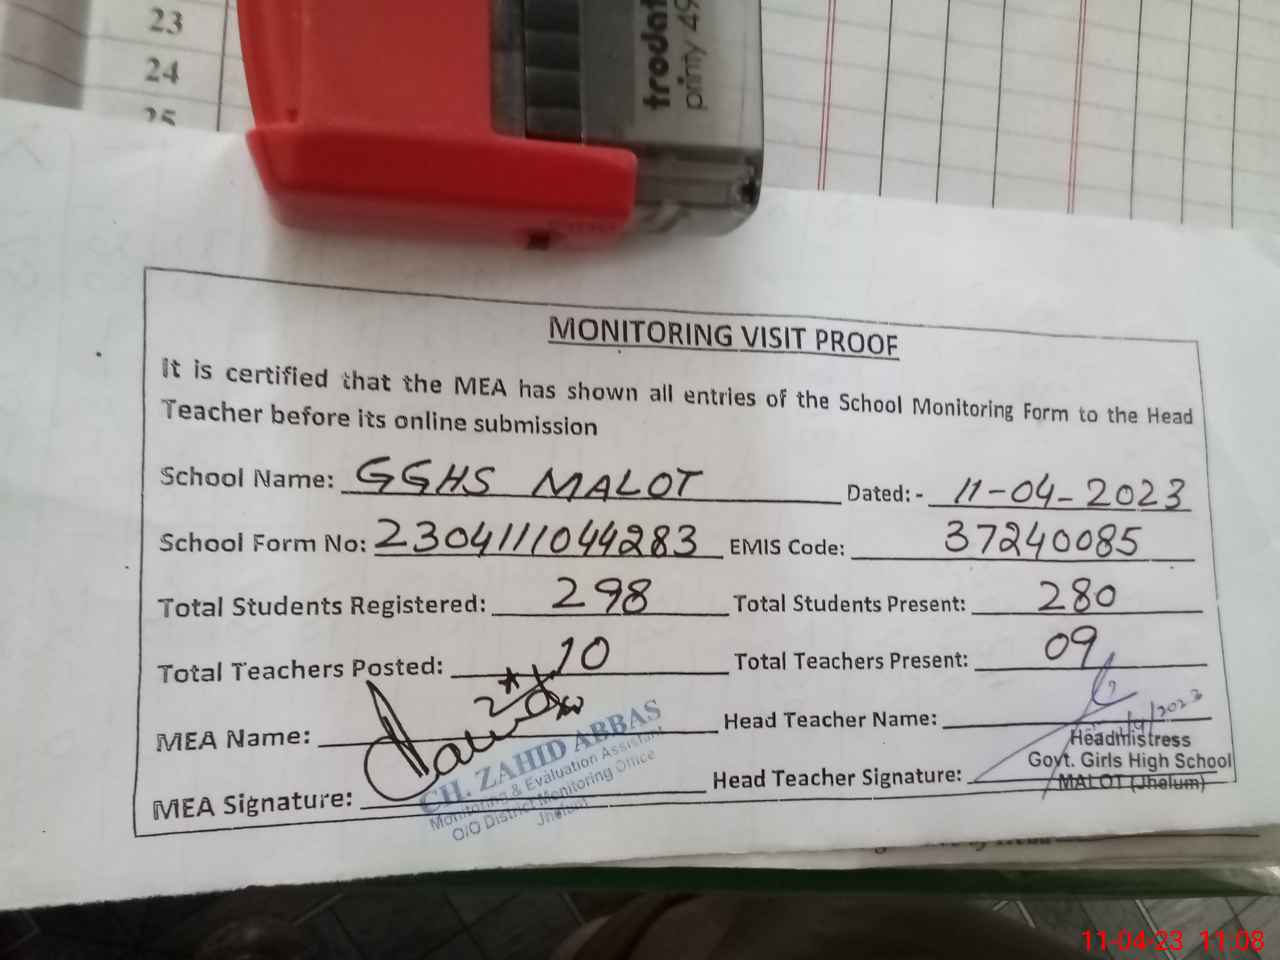 23
24
25
trodat
printy 49
MONITORING VISIT PROOF
It is certified that the MEA has shown all entries of the School Monitoring Form to the Head
Teacher before its online submission
School Name: GGHS MALOT Dated: - 11-04-2023
School Form No: 2304111044283 EMIS Code: 37240085
Total Students Registered: 298 Total Students Present: 280
Total Teachers Posted: 10 Total Teachers Present: 09
MEA Name: Head Teacher Name:
MEA Signature: Head Teacher Signature:
CH. ZAHID ABBAS
Monitoring & Evaluation Assistant
O/O District Monitoring Office
Jhelum
Headmistress
Govt. Girls High School
MALOT (Jhelum)
11-04-23 11:08